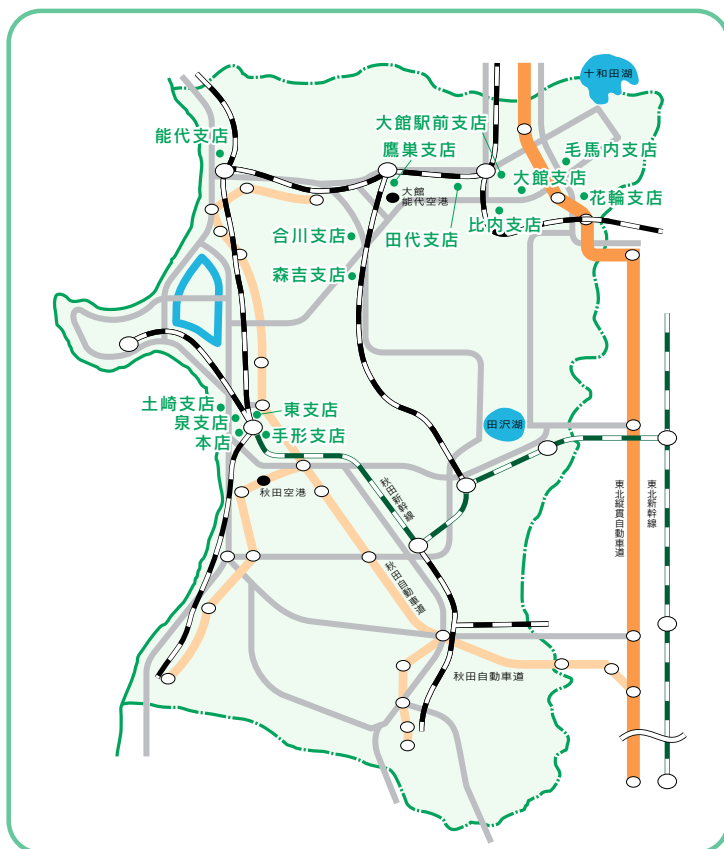 十和田湖
大館駅前支店
能代支店
鷹巣支店
毛馬内支店
大館支店
大館
能代空港
花輪支店
比内支店
合川支店
田代支店
森吉支店
土崎支店
東支店
泉支店
本店
手形支店
田沢湖
秋田空港
秋田新幹線
東北縦貫自動車道
東北新幹線
秋田自動車道
秋田自動車道